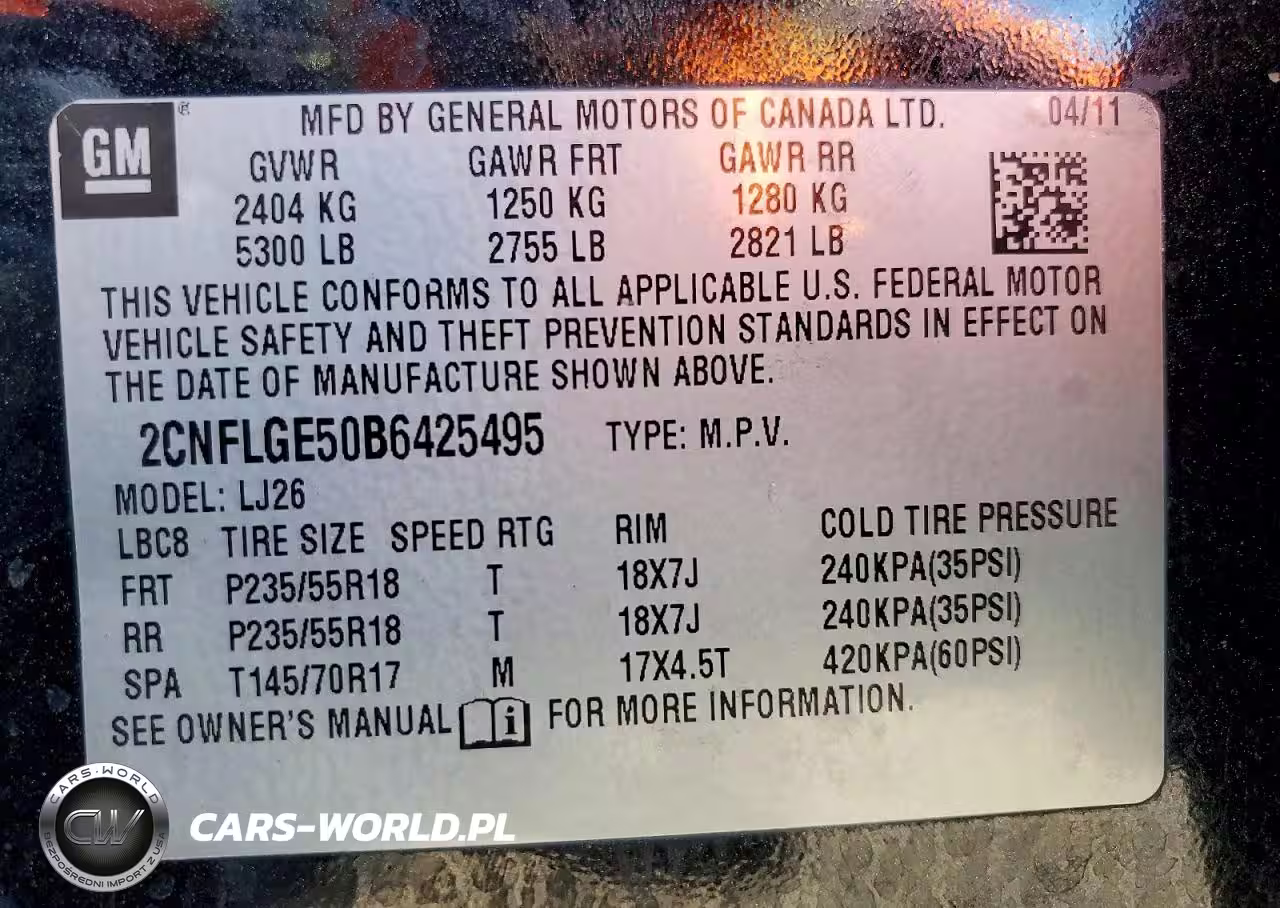 GM
MFD BY GENERAL MOTORS OF CANADA LTD. 04/11
GVWR GAWR FRT GAWR RR
2404 KG 1250 KG 1280 KG
5300 LB 2755 LB 2821 LB
THIS VEHICLE CONFORMS TO ALL APPLICABLE U.S. FEDERAL MOTOR
VEHICLE SAFETY AND THEFT PREVENTION STANDARDS IN EFFECT ON
THE DATE OF MANUFACTURE SHOWN ABOVE.
2CNFLGE50B6425495 TYPE: M.P.V.
MODEL: LJ26
LBC8 TIRE SIZE SPEED RTG RIM COLD TIRE PRESSURE
FRT P235/55R18 T 18X7J 240KPA(35PSI)
RR P235/55R18 T 18X7J 240KPA(35PSI)
SPA T145/70R17 M 17X4.5T 420KPA(60PSI)
SEE OWNER'S MANUAL i FOR MORE INFORMATION.
CARS-WORLD
CW
BEZPOŚREDNI IMPORT Z USA
CARS-WORLD.PL